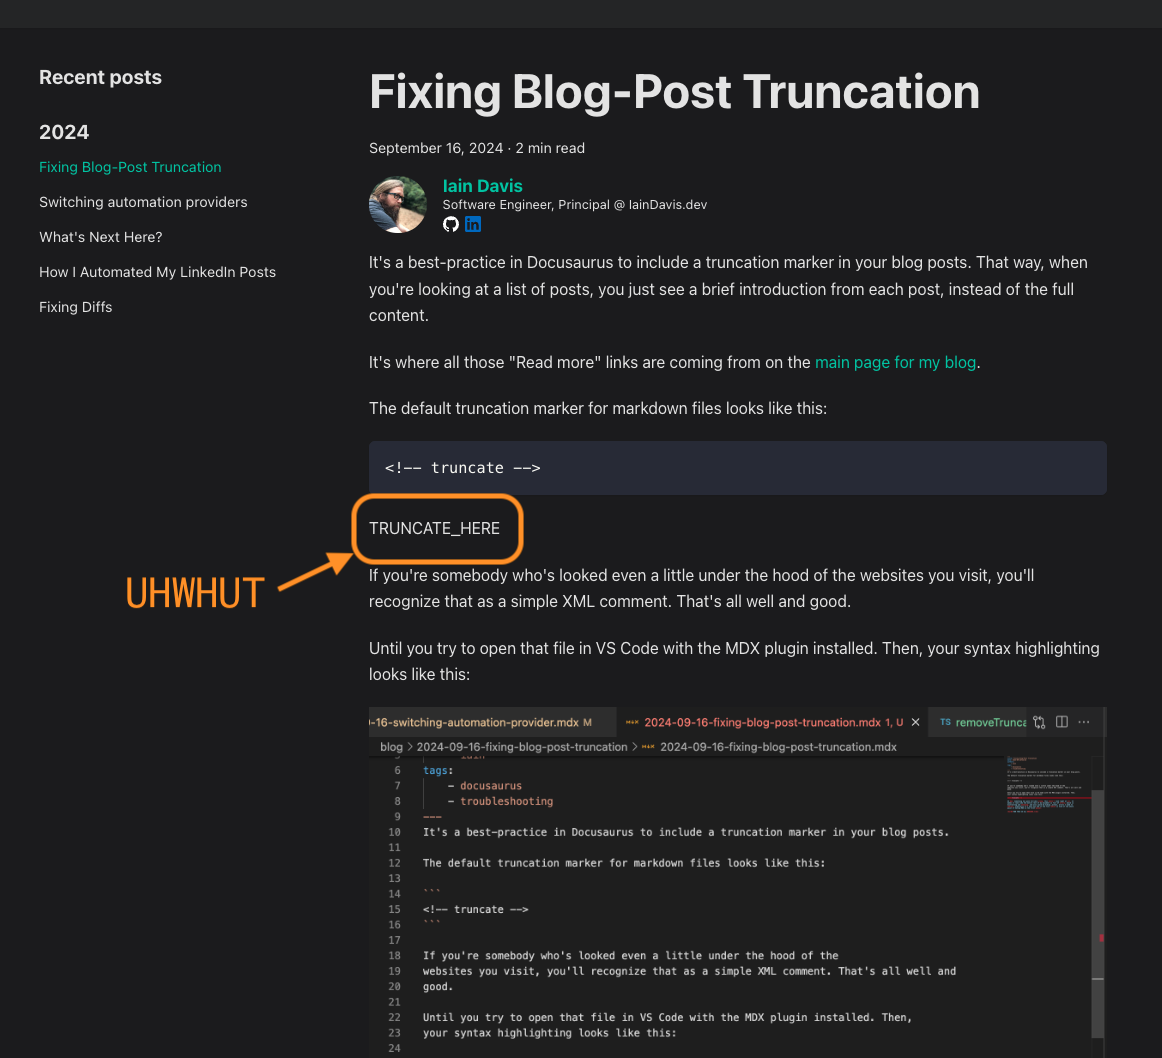 Recent posts
2024
Fixing Blog-Post Truncation
Switching automation providers
What's Next Here?
How I Automated My LinkedIn Posts
Fixing Diffs
Fixing Blog-Post Truncation
September 16, 2024 · 2 min read
Iain Davis
Software Engineer, Principal @ IainDavis.dev
in
It's a best-practice in Docusaurus to include a truncation marker in your blog posts. That way, when
you're looking at a list of posts, you just see a brief introduction from each post, instead of the full
content.
It's where all those "Read more" links are coming from on the main page for my blog.
The default truncation marker for markdown files looks like this:
<!-- truncate -->
TRUNCATE_HERE
UHWHUT
If you're somebody who's looked even a little under the hood of the websites you visit, you'll
recognize that as a simple XML comment. That's all well and good.
Until you try to open that file in VS Code with the MDX plugin installed. Then, your syntax highlighting
looks like this:
-16-switching-automation-provider.mdx M
2024-09-16-fixing-blog-post-truncation.mdx 1, U
TS removeTrunca
blog > 2024-09-16-fixing-blog-post-truncation > 2024-09-16-fixing-blog-post-truncation.mdx
6 tags:
7 - docusaurus
8 - troubleshooting
9 ---
10 It's a best-practice in Docusaurus to include a truncation marker in your blog posts.
11
12 The default truncation marker for markdown files looks like this:
13
14 ```
15 <!-- truncate -->
16 ```
17
18 If you're somebody who's looked even a little under the hood of the
19 websites you visit, you'll recognize that as a simple XML comment. That's all well and
20 good.
21
22 Until you try to open that file in VS Code with the MDX plugin installed. Then,
23 your syntax highlighting looks like this:
24